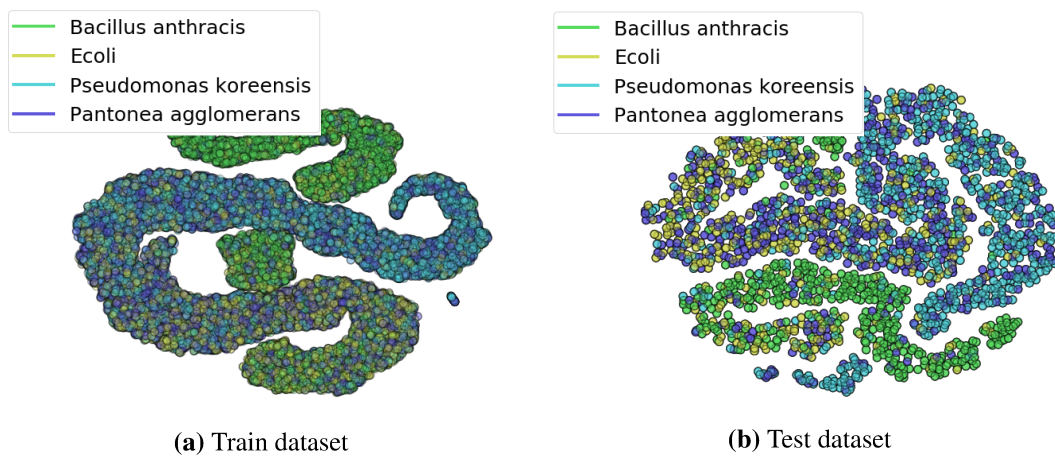 Bacillus anthracis
Ecoli
Pseudomonas koreensis
Pantonea agglomerans
(a) Train dataset
Bacillus anthracis
Ecoli
Pseudomonas koreensis
Pantonea agglomerans
(b) Test dataset